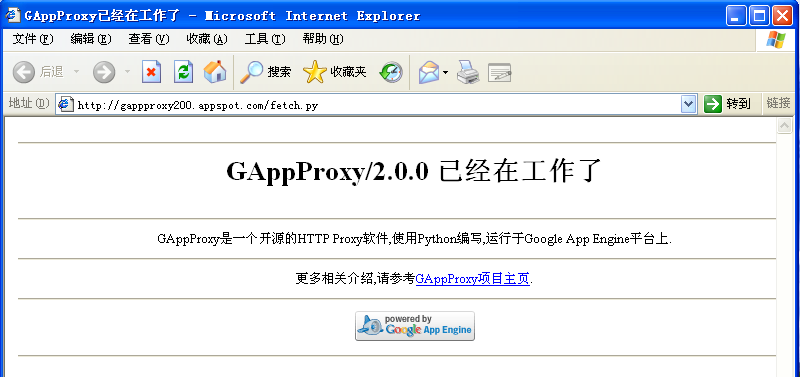 GAppProxy已经在工作了 - Microsoft Internet Explorer
文件(F) 编辑(E) 查看(V) 收藏(A) 工具(T) 帮助(H)
后退 搜索 收藏夹
地址(D) http://gappproxy200.appspot.com/fetch.py 转到 链接
GAppProxy/2.0.0 已经在工作了
GAppProxy是一个开源的HTTP Proxy软件,使用Python编写,运行于Google App Engine平台上.
更多相关介绍,请参考GAppProxy项目主页.
powered by
Google App Engine